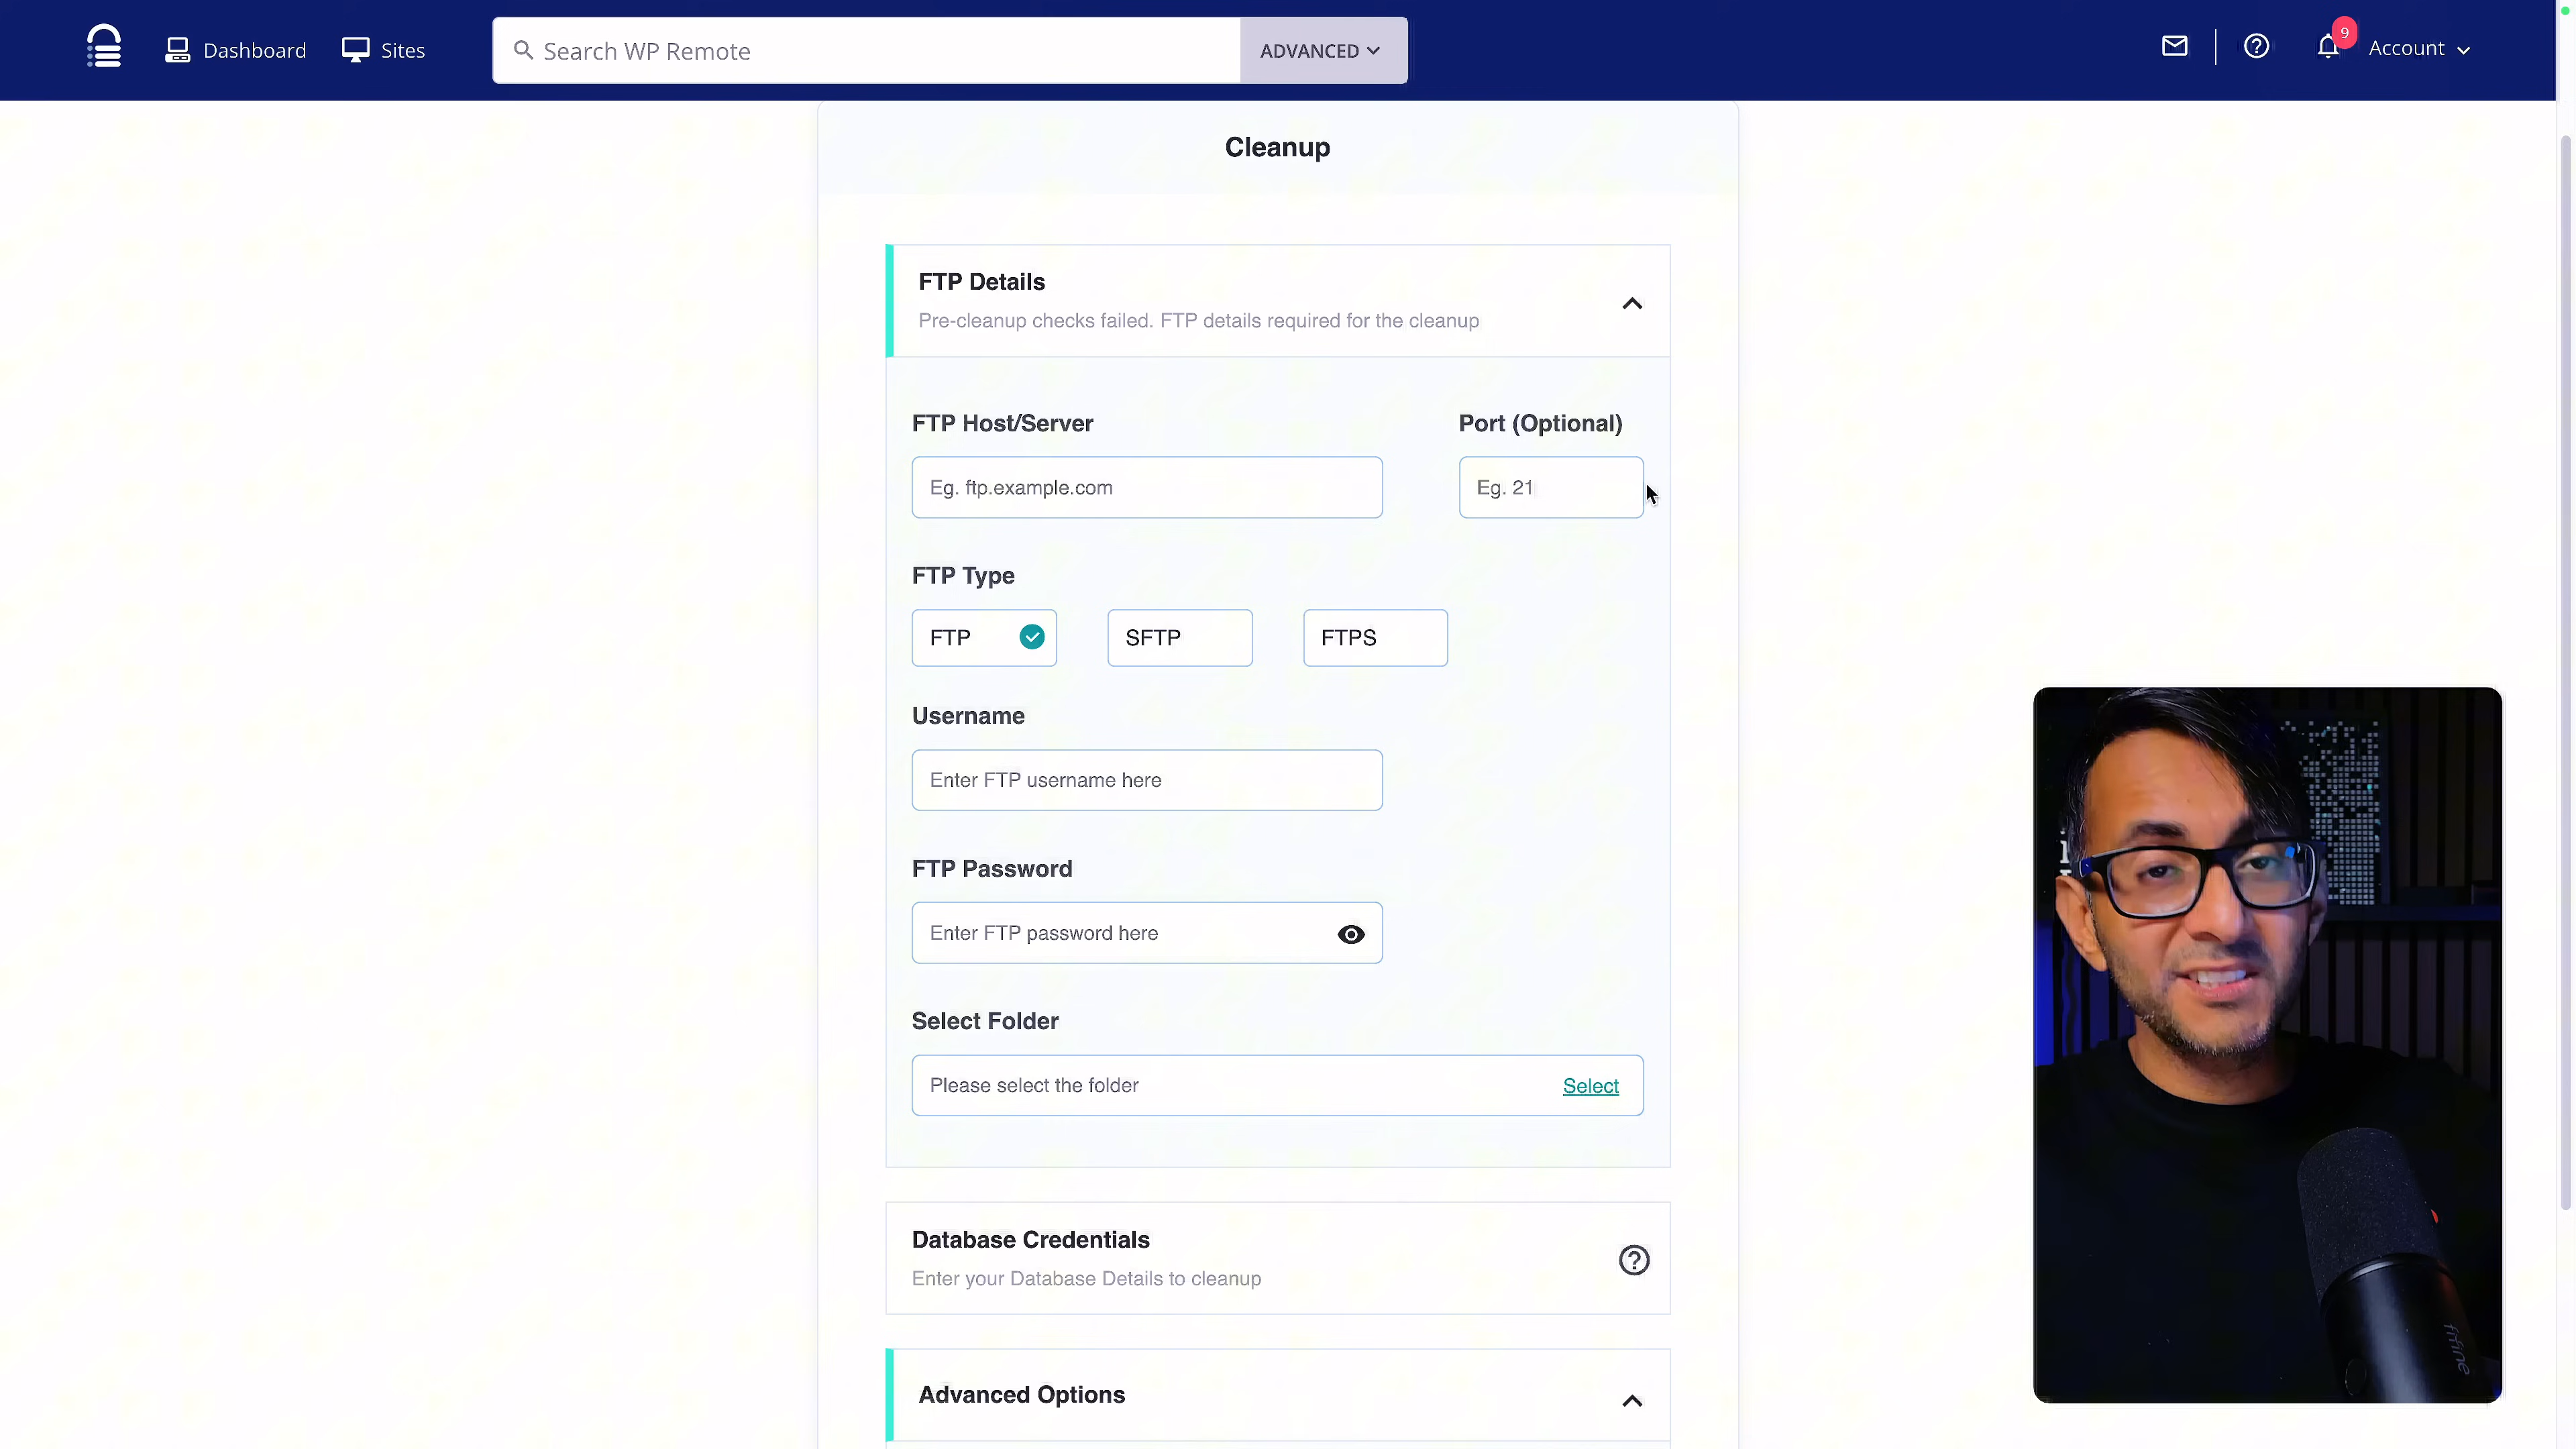 Dashboard
Sites
Search WP Remote
ADVANCED
9
Account
Cleanup
FTP Details
Pre-cleanup checks failed. FTP details required for the cleanup
FTP Host/Server
Port (Optional)
Eg. ftp.example.com
Eg. 21
FTP Type
FTP
SFTP
FTPS
Username
Enter FTP username here
FTP Password
Enter FTP password here
Select Folder
Please select the folder
Select
Database Credentials
Enter your Database Details to cleanup
Advanced Options
fifine